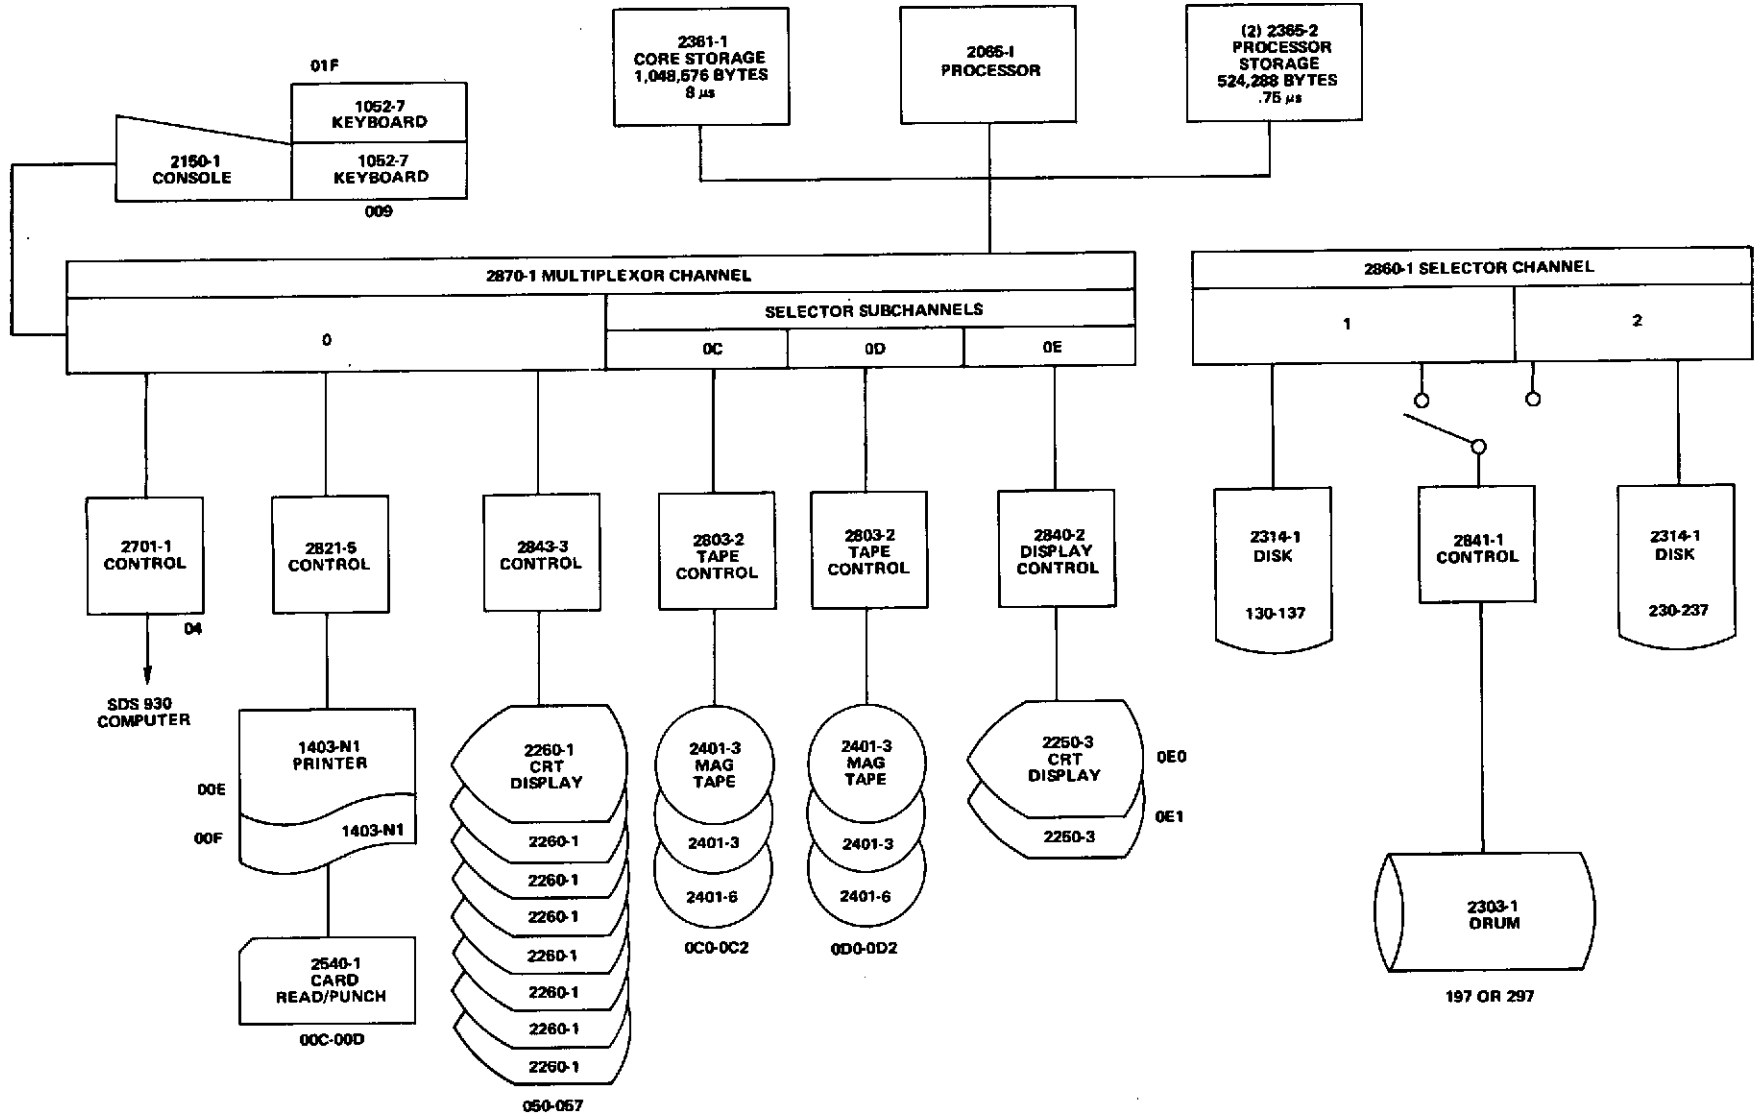 01F
1052-7
KEYBOARD
2150-1
CONSOLE
1052-7
KEYBOARD
009
2361-1
CORE STORAGE
1,048,576 BYTES
8 μs
2065-I
PROCESSOR
(2) 2365-2
PROCESSOR
STORAGE
524,288 BYTES
.75 μs
2870-1 MULTIPLEXOR CHANNEL
0
SELECTOR SUBCHANNELS
0C
0D
0E
2860-1 SELECTOR CHANNEL
1
2
2701-1
CONTROL
04
SDS 930
COMPUTER
2821-5
CONTROL
1403-N1
PRINTER
00E
00F
1403-N1
2540-1
CARD
READ/PUNCH
00C-00D
2843-3
CONTROL
2260-1
CRT
DISPLAY
2260-1
2260-1
2260-1
2260-1
2260-1
2260-1
2260-1
050-057
2803-2
TAPE
CONTROL
2401-3
MAG
TAPE
2401-3
2401-6
0C0-0C2
2803-2
TAPE
CONTROL
2401-3
MAG
TAPE
2401-3
2401-6
0D0-0D2
2840-2
DISPLAY
CONTROL
2250-3
CRT
DISPLAY
0E0
0E1
2250-3
2314-1
DISK
130-137
2841-1
CONTROL
2303-1
DRUM
197 OR 297
2314-1
DISK
230-237